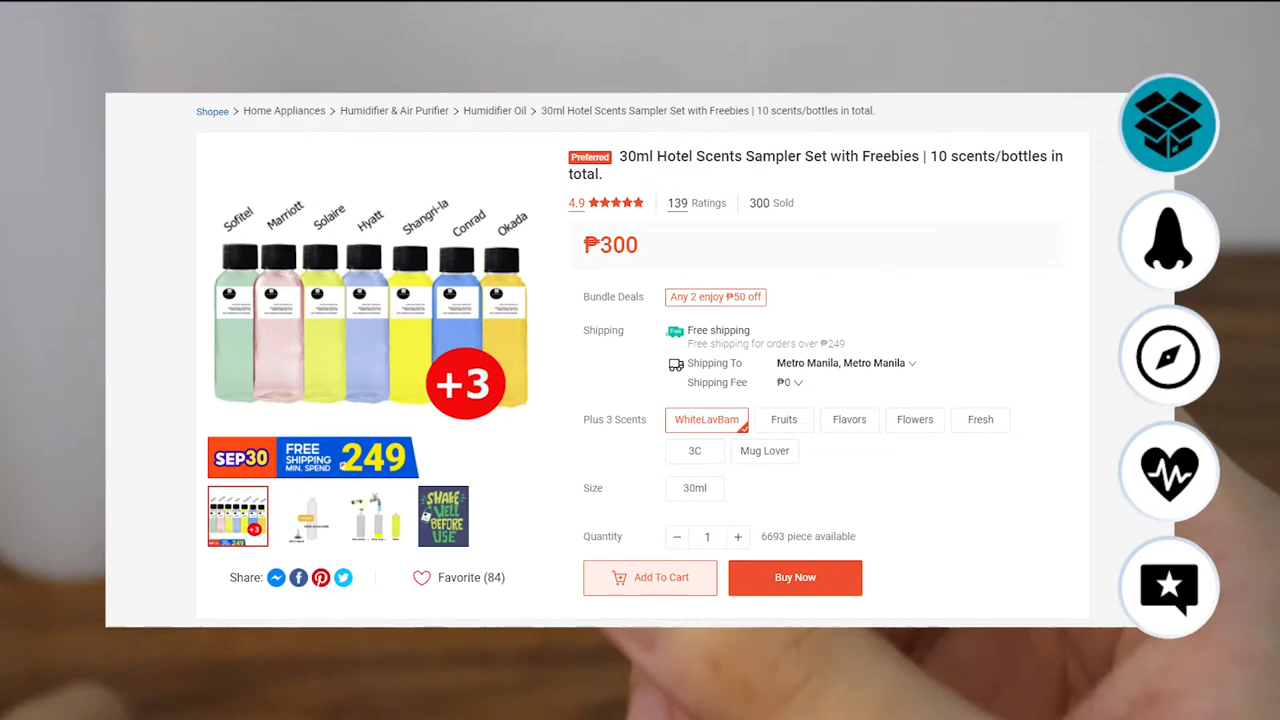 Shopee > Home Appliances > Humidifier & Air Purifier > Humidifier Oil > 30ml Hotel Scents Sampler Set with Freebies | 10 scents/bottles in total.
Preferred 30ml Hotel Scents Sampler Set with Freebies | 10 scents/bottles in
total.
4.9 139 Ratings 300 Sold
₱300
Sofitel Marriott Solaire Hyatt Shangri-la Conrad Okada
+3
Bundle Deals Any 2 enjoy ₱50 off
Shipping Free Free shipping
Free shipping for orders over ₱249
Shipping To Metro Manila, Metro Manila
Shipping Fee ₱0
Plus 3 Scents WhiteLavBam Fruits Flavors Flowers Fresh
3C Mug Lover
SEP30 FREE SHIPPING MIN. SPEND 249
Size 30ml
SHAKE WELL BEFORE USE
Quantity - 1 + 6693 piece available
Share: Favorite (84)
Add To Cart Buy Now